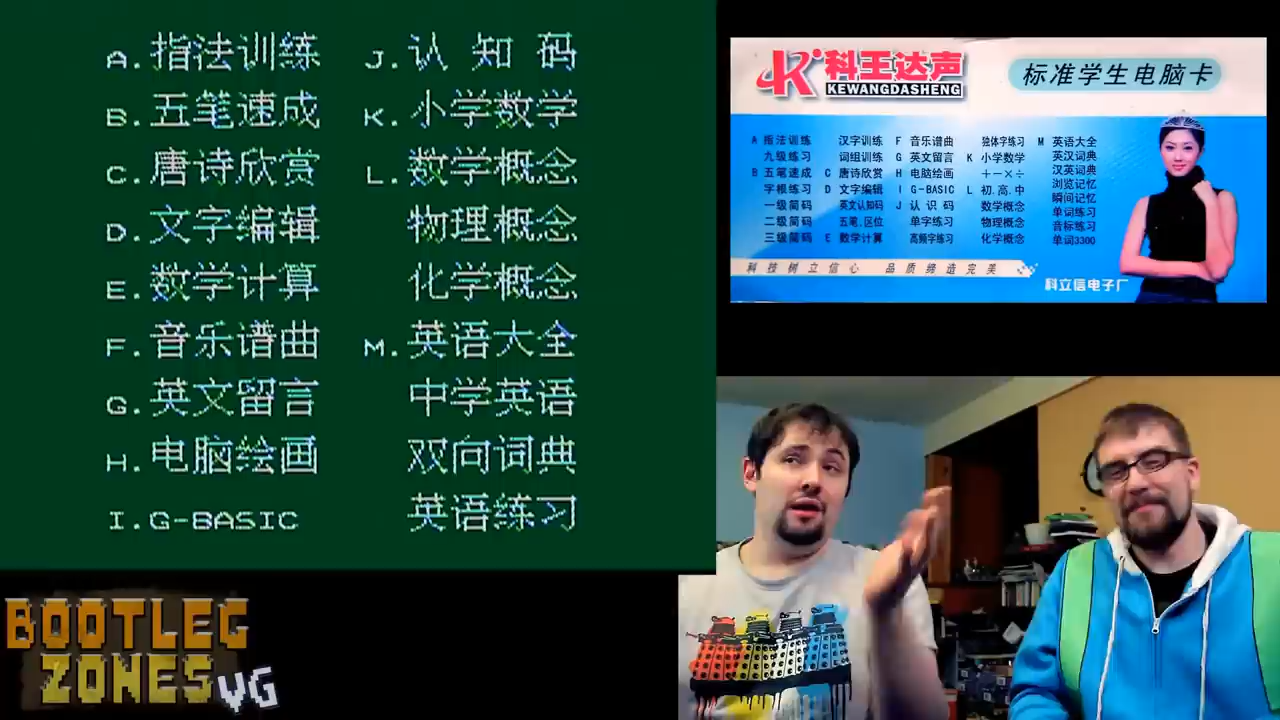 A.指法训练
B.五笔速成
C.唐诗欣赏
D.文字编辑
E.数学计算
F.音乐谱曲
G.英文留言
H.电脑绘画
I.G-BASIC
J.认 知 码
K.小学数学
L.数学概念
物理概念
化学概念
M.英语大全
中学英语
双向词典
英语练习
K 科王达声
KEWANGDASHENG
标准学生电脑卡
A 指法训练 汉字训练 F 音乐谱曲 独体字练习 M 英语大全
九级练习 词组训练 G 英文留言 K 小学数学 英汉词典
B 五笔速成 C 唐诗欣赏 H 电脑绘画 +-×÷ 汉英词典
字根练习 D 文字编辑 I G-BASIC L 初.高.中 浏览记忆
瞬间记忆
一级简码 英文认知码 J 认 识 码 数学概念 单词练习
二级简码 五笔.区位 单字练习 物理概念 音标练习
三级简码 E 数学计算 高频字练习 化学概念 单词3300
科技树立信心 品质缔造完美
科立信电子厂
BOOTLEG
ZONES VG